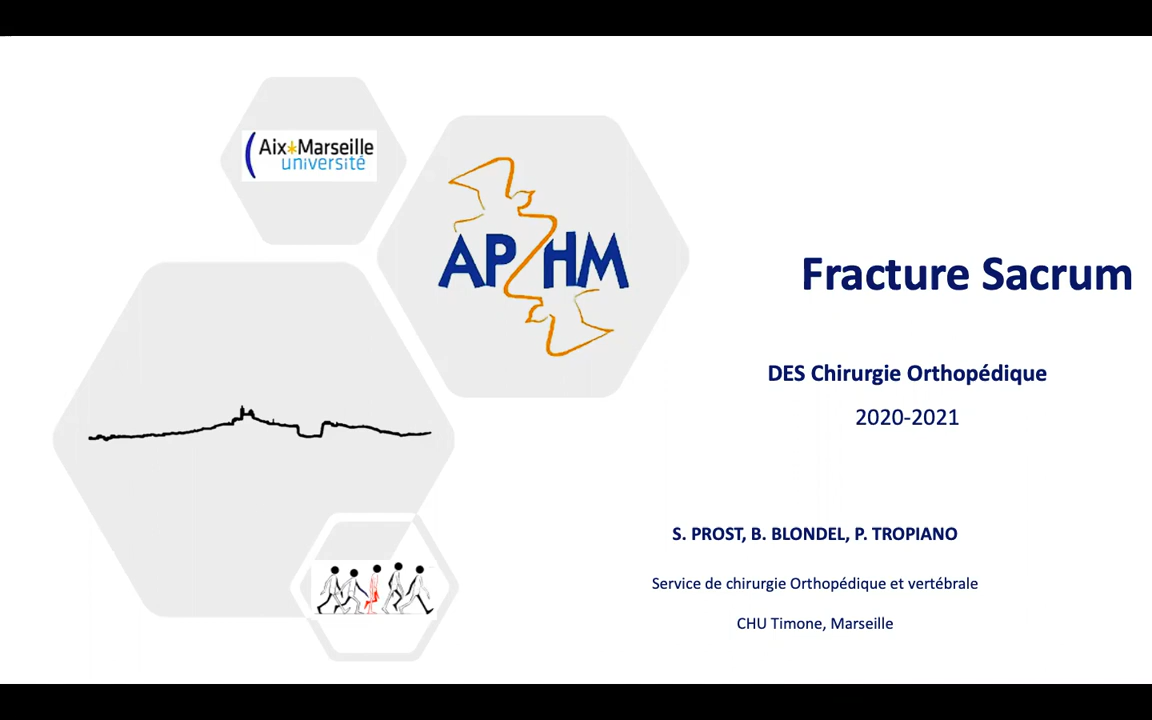 Aix✶Marseille
université
AP HM
Fracture Sacrum
DES Chirurgie Orthopédique
2020-2021
S. PROST, B. BLONDEL, P. TROPIANO
Service de chirurgie Orthopédique et vertébrale
CHU Timone, Marseille